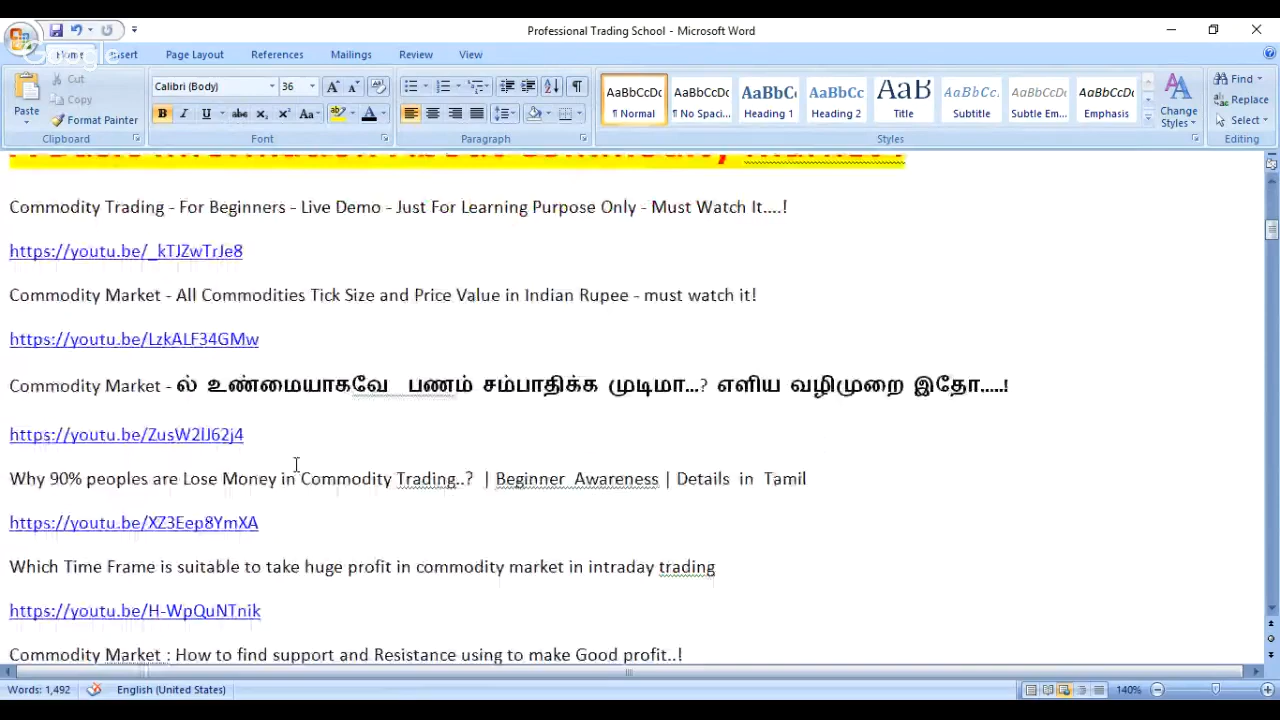 Professional Trading School - Microsoft Word
Google
Home Insert Page Layout References Mailings Review View
Paste Cut Copy Format Painter
Calibri (Body) 36
AaBbCcDc AaBbCcDc AaBbC AaBbCc AaB AaBbCc. AaBbCcDc AaBbCcDc
¶ Normal ¶ No Spaci... Heading 1 Heading 2 Title Subtitle Subtle Em... Emphasis
Change Styles
Find Replace Select
Clipboard Font Paragraph Styles Editing
Commodity Trading - For Beginners - Live Demo - Just For Learning Purpose Only - Must Watch It....!
https://youtu.be/_kTJZwTrJe8
Commodity Market - All Commodities Tick Size and Price Value in Indian Rupee - must watch it!
https://youtu.be/LzkALF34GMw
Commodity Market - ல் உண்மையாகவே பணம் சம்பாதிக்க முடிமா...? எளிய வழிமுறை இதோ.....!
https://youtu.be/ZusW2lJ62j4
Why 90% peoples are Lose Money in Commodity Trading..? | Beginner Awareness | Details in Tamil
https://youtu.be/XZ3Eep8YmXA
Which Time Frame is suitable to take huge profit in commodity market in intraday trading
https://youtu.be/H-WpQuNTnik
Commodity Market : How to find support and Resistance using to make Good profit..!
Words: 1,492 English (United States) 140%